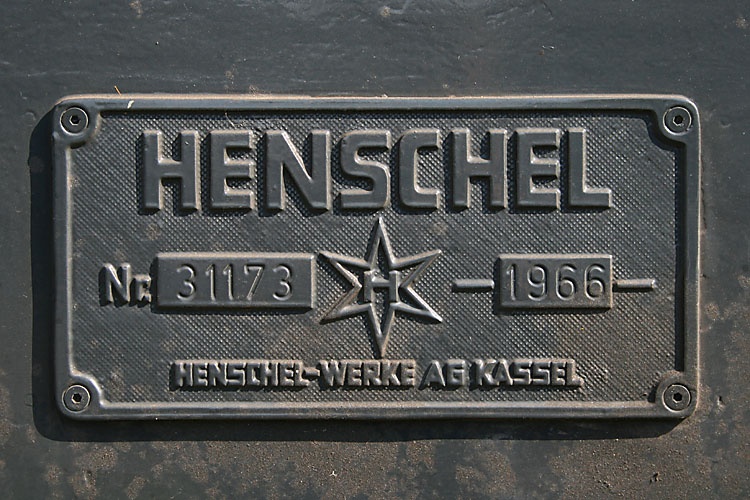 HENSCHEL
Nr. 31173 H 1966
HENSCHEL-WERKE AG KASSEL